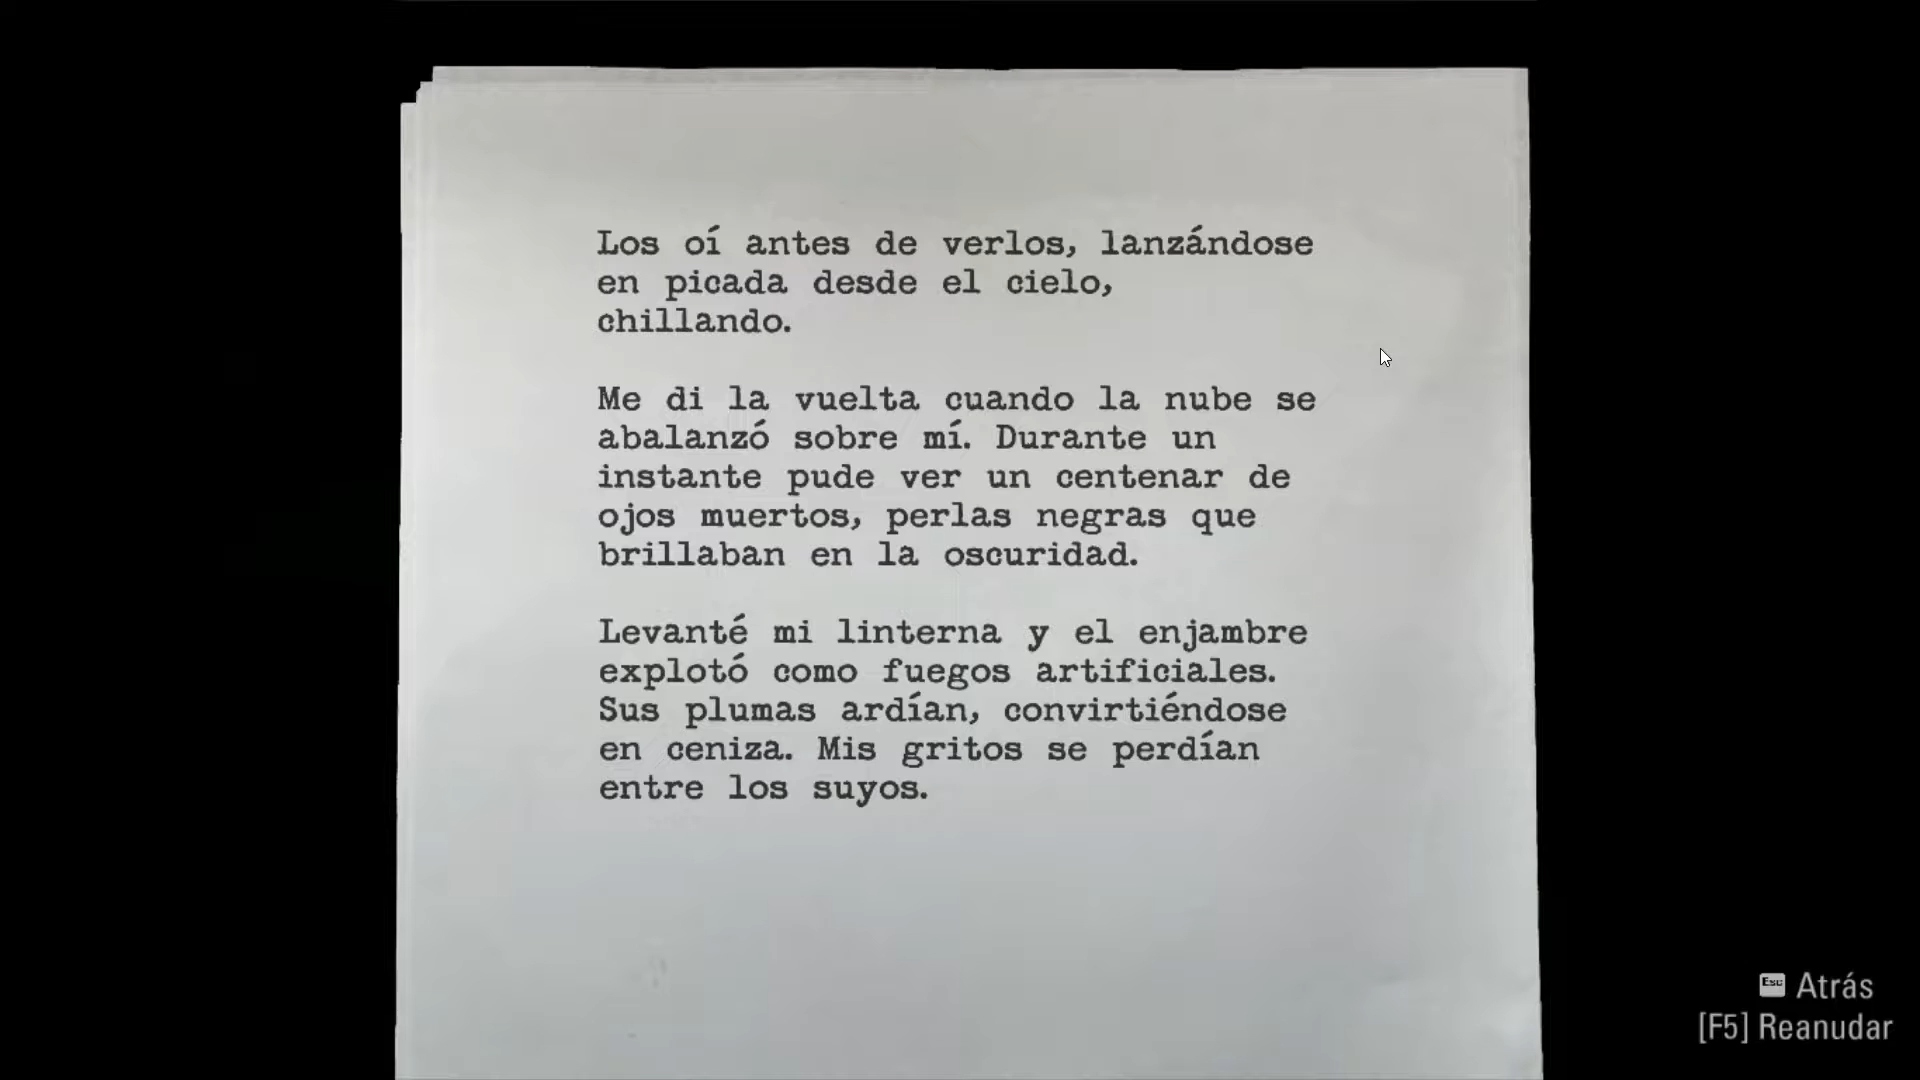 Los oí antes de verlos, lanzándose
en picada desde el cielo,
chillando.
Me di la vuelta cuando la nube se
abalanzó sobre mí. Durante un
instante pude ver un centenar de
ojos muertos, perlas negras que
brillaban en la oscuridad.
Levanté mi linterna y el enjambre
explotó como fuegos artificiales.
Sus plumas ardían, convirtiéndose
en ceniza. Mis gritos se perdían
entre los suyos.
Esc Atrás
[F5] Reanudar